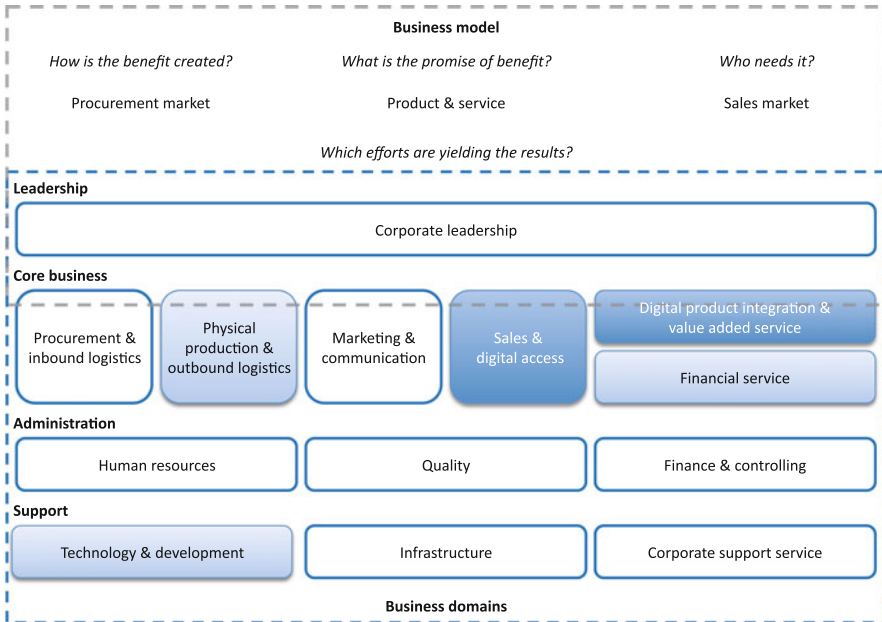 Business model
How is the benefit created?
What is the promise of benefit?
Who needs it?
Procurement market
Product & service
Sales market
Which efforts are yielding the results?
Leadership
Corporate leadership
Core business
Procurement &
inbound logistics
Physical
production &
outbound logistics
Marketing &
communication
Sales &
digital access
Digital product integration &
value added service
Financial service
Administration
Human resources
Quality
Finance & controlling
Support
Technology & development
Infrastructure
Corporate support service
Business domains